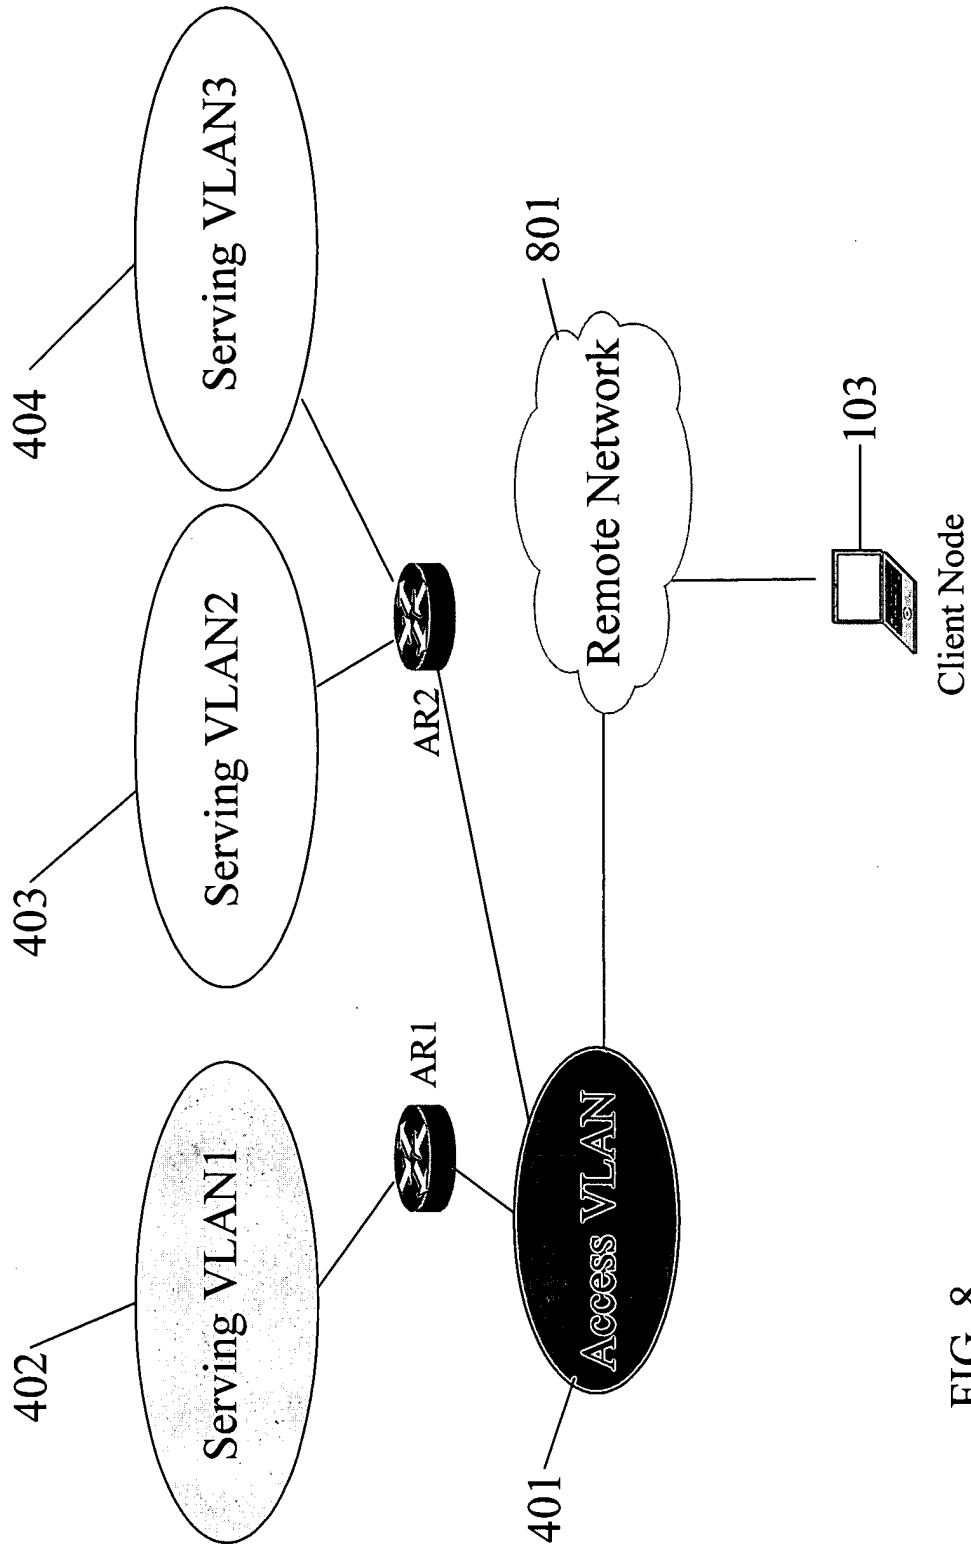 402
403
404
Serving VLAN1
Serving VLAN2
Serving VLAN3
AR1
AR2
401
801
Access VLAN
Remote Network
103
Client Node
FIG. 8